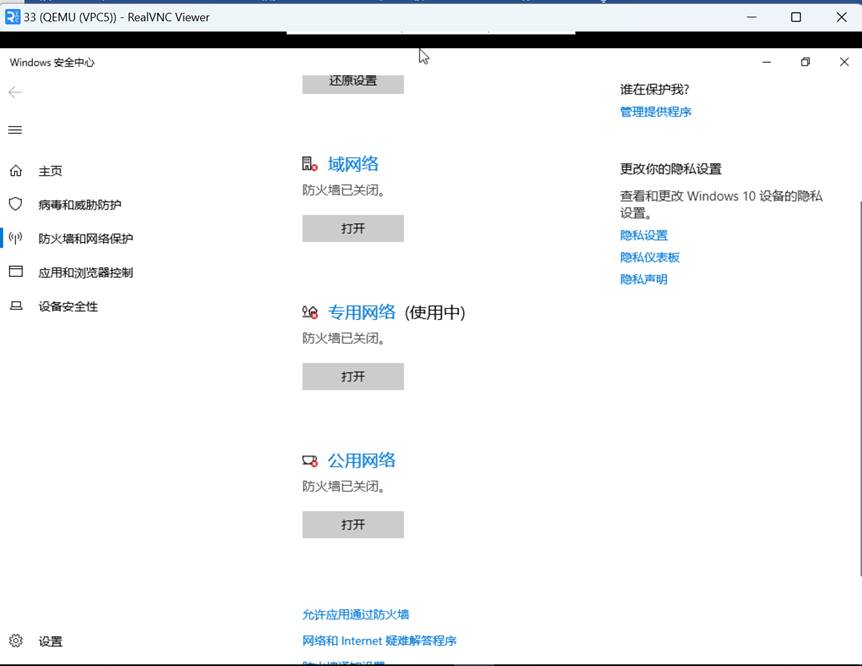 33 (QEMU (VPC5)) - RealVNC Viewer
Windows 安全中心
还原设置
谁在保护我?
管理提供程序
主页
病毒和威胁防护
防火墙和网络保护
应用和浏览器控制
设备安全性
域网络
防火墙已关闭。
打开
更改你的隐私设置
查看和更改 Windows 10 设备的隐私
设置。
隐私设置
隐私仪表板
隐私声明
专用网络 (使用中)
防火墙已关闭。
打开
公用网络
防火墙已关闭。
打开
允许应用通过防火墙
网络和 Internet 疑难解答程序
防火墙通知设置
设置